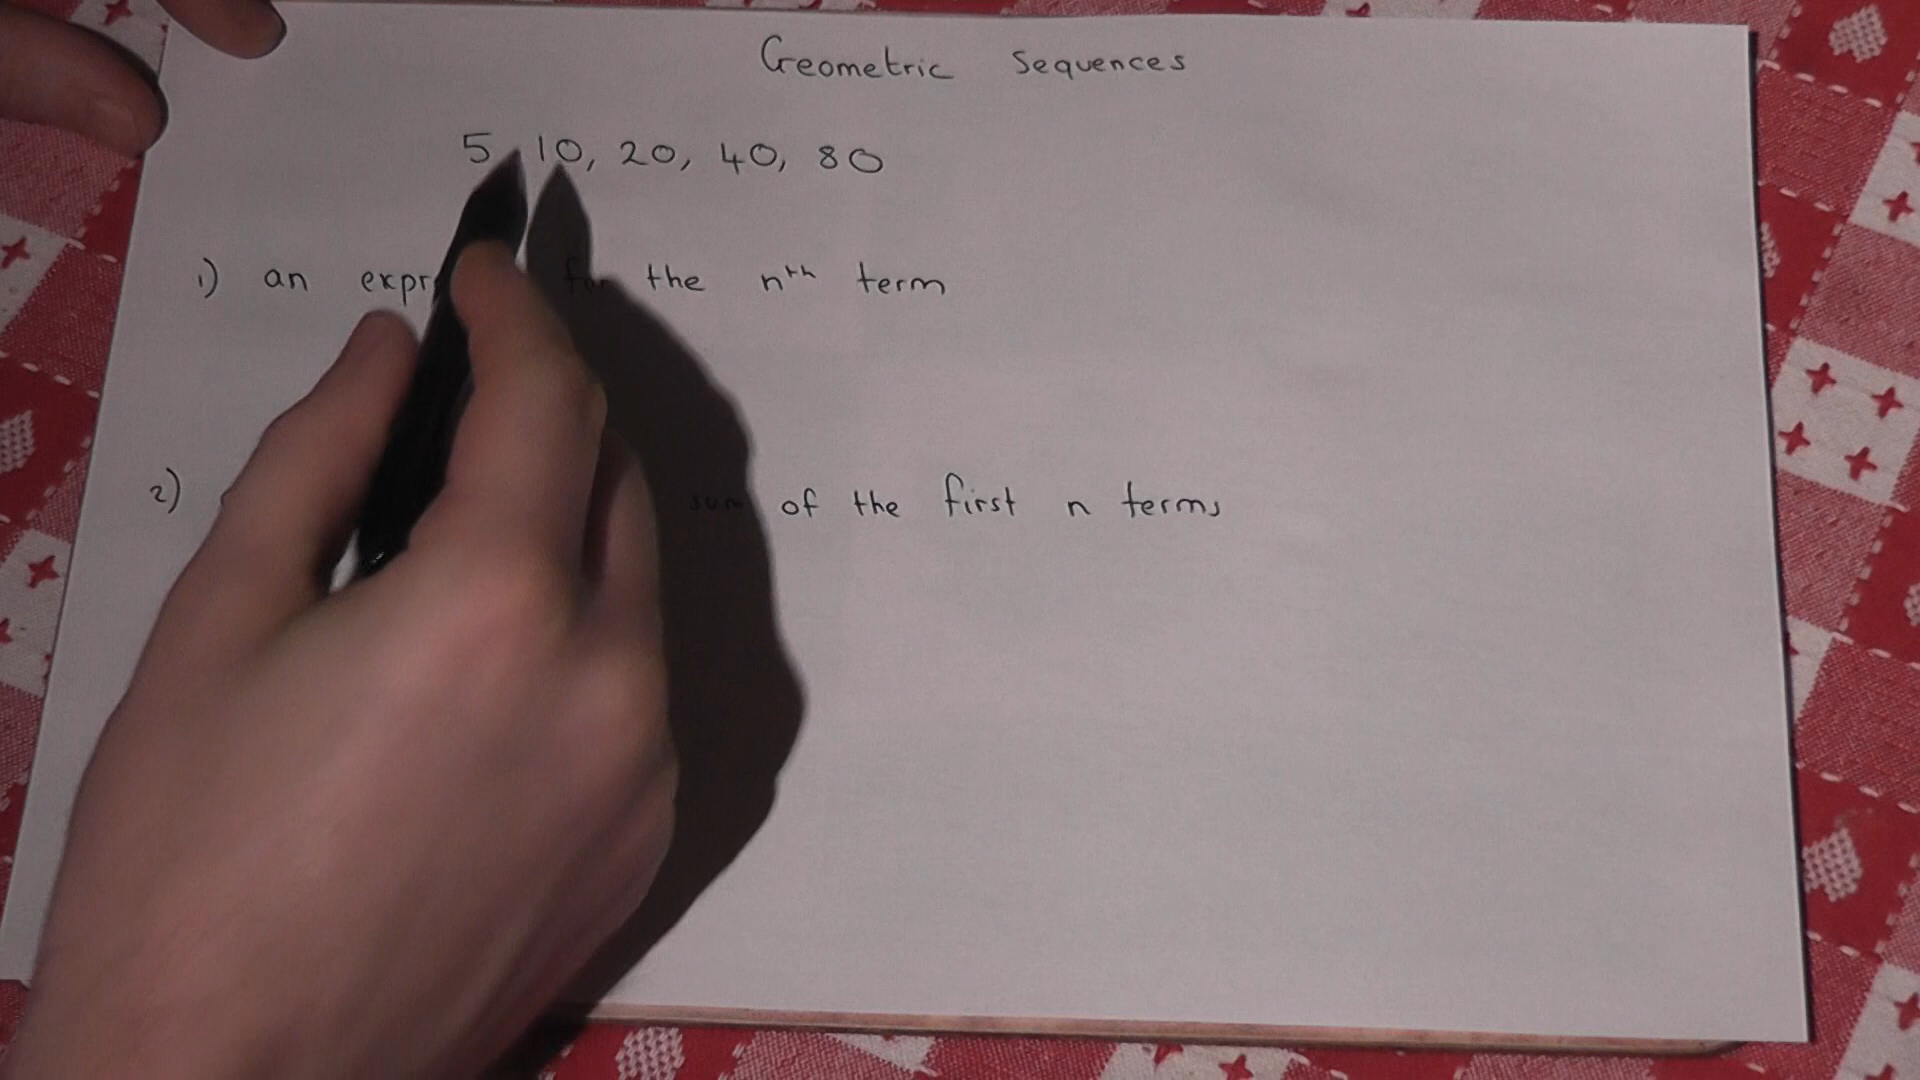 Geometric Sequences
5 10, 20, 40, 80
1) an expr for the nth term
2) sum of the first n terms